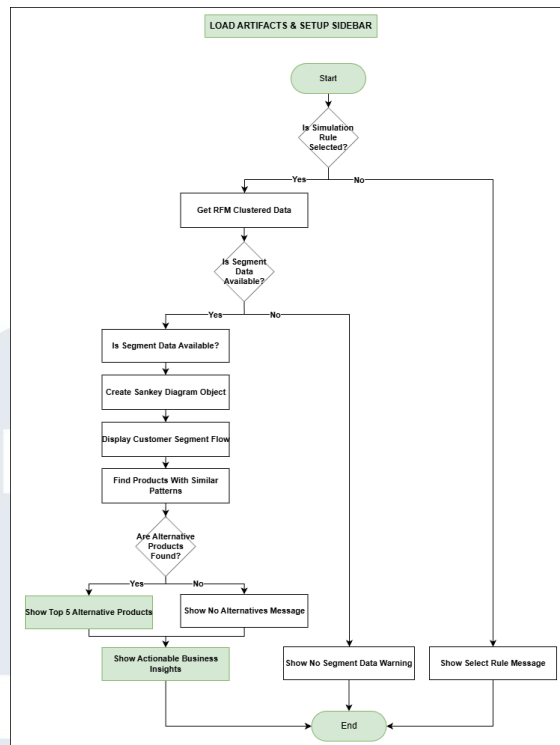 LOAD ARTIFACTS & SETUP SIDEBAR
Start
Is Simulation
Rule
Selected?
Yes
No
Get RFM Clustered Data
Is Segment
Data
Available?
Yes
No
Is Segment Data Available?
Create Sankey Diagram Object
Display Customer Segment Flow
Find Products With Similar
Patterns
Are Alternative
Products
Found?
Yes
No
Show Top 5 Alternative Products
Show No Alternatives Message
Show Actionable Business
Insights
Show No Segment Data Warning
Show Select Rule Message
End